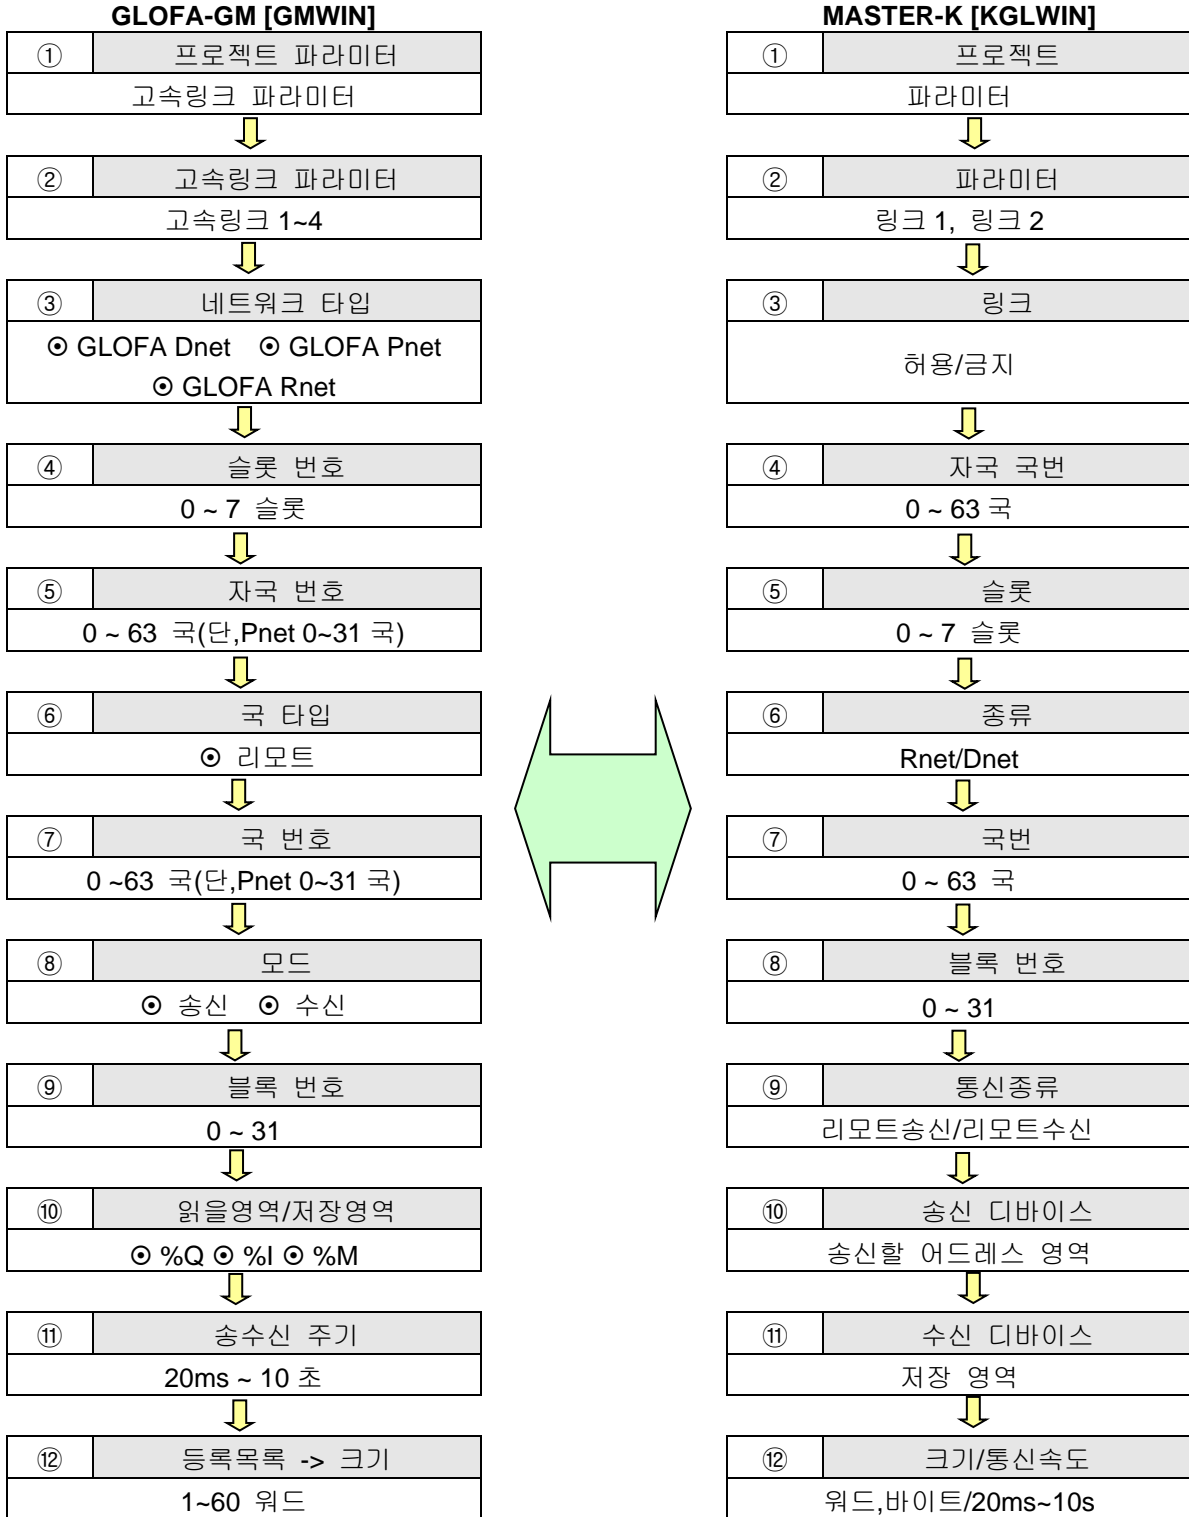 GLOFA-GM [GMWIN]
① 프로젝트 파라미터
고속링크 파라미터
② 고속링크 파라미터
고속링크 1~4
③ 네트워크 타입
⊙ GLOFA Dnet ⊙ GLOFA Pnet
⊙ GLOFA Rnet
④ 슬롯 번호
0 ~ 7 슬롯
⑤ 자국 번호
0 ~ 63 국(단,Pnet 0~31 국)
⑥ 국 타입
⊙ 리모트
⑦ 국 번호
0 ~63 국(단,Pnet 0~31 국)
⑧ 모드
⊙ 송신 ⊙ 수신
⑨ 블록 번호
0 ~ 31
⑩ 읽을영역/저장영역
⊙ %Q ⊙ %I ⊙ %M
⑪ 송수신 주기
20ms ~ 10 초
⑫ 등록목록 -> 크기
1~60 워드
MASTER-K [KGLWIN]
① 프로젝트
파라미터
② 파라미터
링크 1, 링크 2
③ 링크
허용/금지
④ 자국 국번
0 ~ 63 국
⑤ 슬롯
0 ~ 7 슬롯
⑥ 종류
Rnet/Dnet
⑦ 국번
0 ~ 63 국
⑧ 블록 번호
0 ~ 31
⑨ 통신종류
리모트송신/리모트수신
⑩ 송신 디바이스
송신할 어드레스 영역
⑪ 수신 디바이스
저장 영역
⑫ 크기/통신속도
워드,바이트/20ms~10s